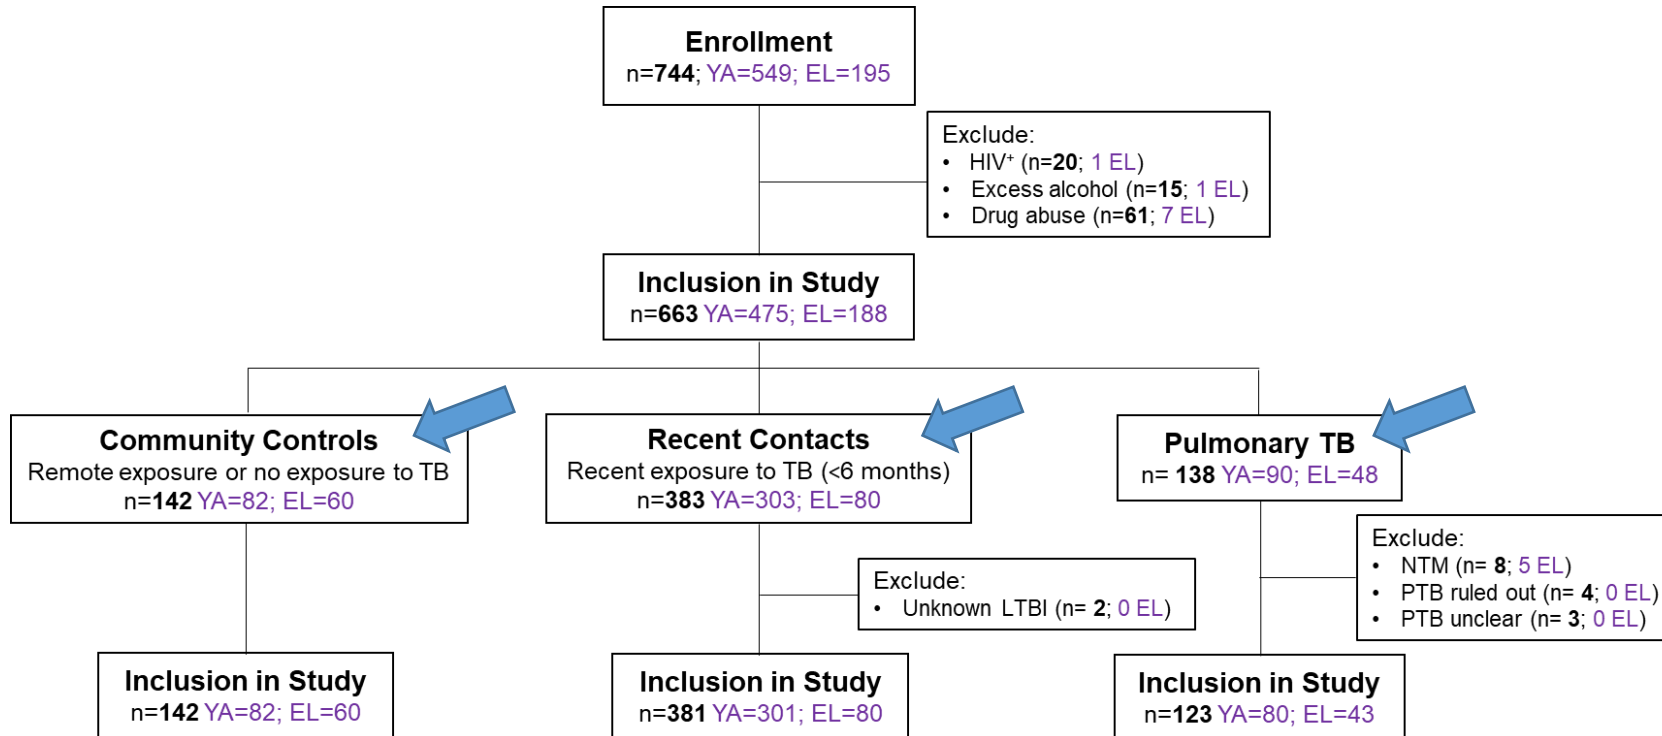 Enrollment
n=744; YA=549; EL=195
Exclude:
• HIV⁺ (n=20; 1 EL)
• Excess alcohol (n=15; 1 EL)
• Drug abuse (n=61; 7 EL)
Inclusion in Study
n=663 YA=475; EL=188
Community Controls
Remote exposure or no exposure to TB
n=142 YA=82; EL=60
Recent Contacts
Recent exposure to TB (<6 months)
n=383 YA=303; EL=80
Pulmonary TB
n= 138 YA=90; EL=48
Exclude:
• Unknown LTBI (n= 2; 0 EL)
Exclude:
• NTM (n= 8; 5 EL)
• PTB ruled out (n= 4; 0 EL)
• PTB unclear (n= 3; 0 EL)
Inclusion in Study
n=142 YA=82; EL=60
Inclusion in Study
n=381 YA=301; EL=80
Inclusion in Study
n=123 YA=80; EL=43